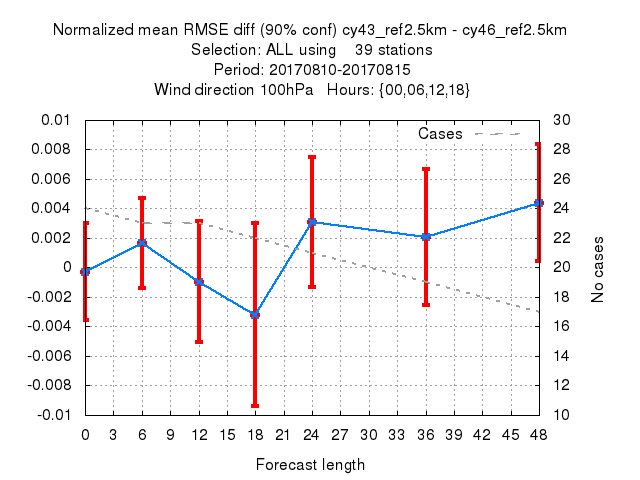 Normalized mean RMSE diff (90% conf) cy43_ref2.5km - cy46_ref2.5km
Selection: ALL using    39 stations
Period: 20170810-20170815
Wind direction 100hPa   Hours: {00,06,12,18}
0.01
0.008
0.006
0.004
0.002
0
-0.002
-0.004
-0.006
-0.008
-0.01
Cases
30
28
26
24
22
20
18
16
14
12
10
No cases
0 3 6 9 12 15 18 21 24 27 30 33 36 39 42 45 48
Forecast length